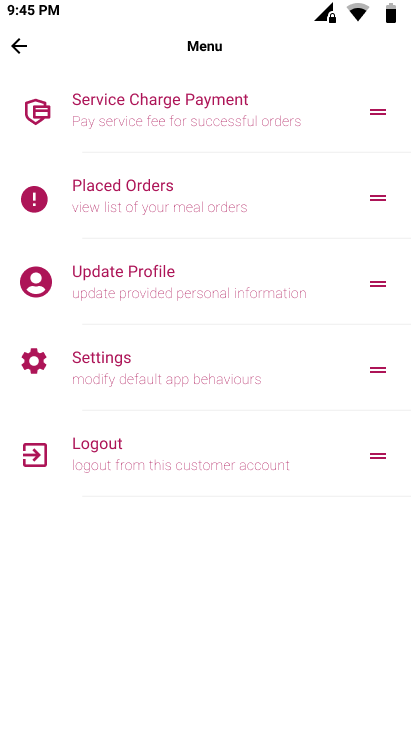 9:45 PM
Menu
Service Charge Payment
Pay service fee for successful orders
Placed Orders
view list of your meal orders
Update Profile
update provided personal information
Settings
modify default app behaviours
Logout
logout from this customer account